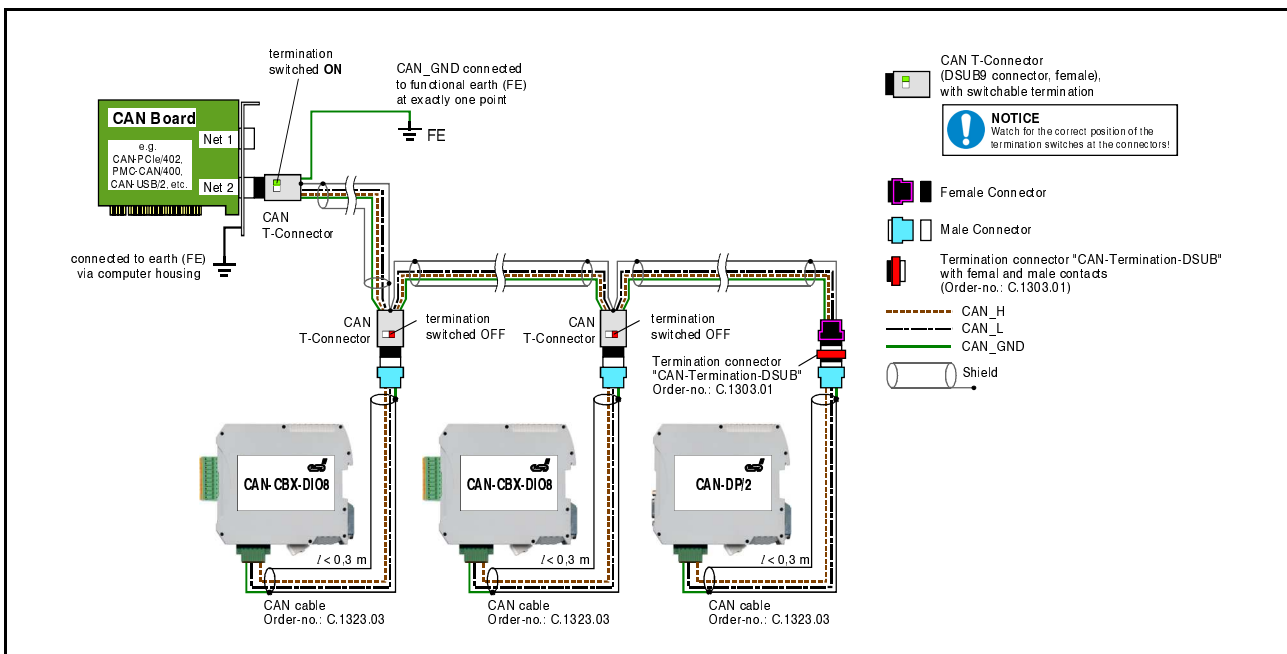 termination
switched ON
CAN_GND connected
to functional earth (FE)
at exactly one point
FE
CAN Board
e.g.
CAN-PCIe/402,
PMC-CAN/400,
CAN-USB/2, etc.
Net 1
Net 2
CAN
T-Connector
connected to earth (FE)
via computer housing
CAN
T-Connector
termination
switched OFF
CAN
T-Connector
termination
switched OFF
Termination connector
"CAN-Termination-DSUB"
Order-no.: C.1303.01
CAN-CBX-DIO8
CAN-CBX-DIO8
CAN-DP/2
l < 0,3 m
l < 0,3 m
l < 0,3 m
CAN cable
Order-no.: C.1323.03
CAN cable
Order-no.: C.1323.03
CAN cable
Order-no.: C.1323.03
CAN T-Connector
(DSUB9 connector, female),
with switchable termination
NOTICE
Watch for the correct position of the
termination switches at the connectors!
Female Connector
Male Connector
Termination connector "CAN-Termination-DSUB"
with femal and male contacts
(Order-no.: C.1303.01)
CAN_H
CAN_L
CAN_GND
Shield